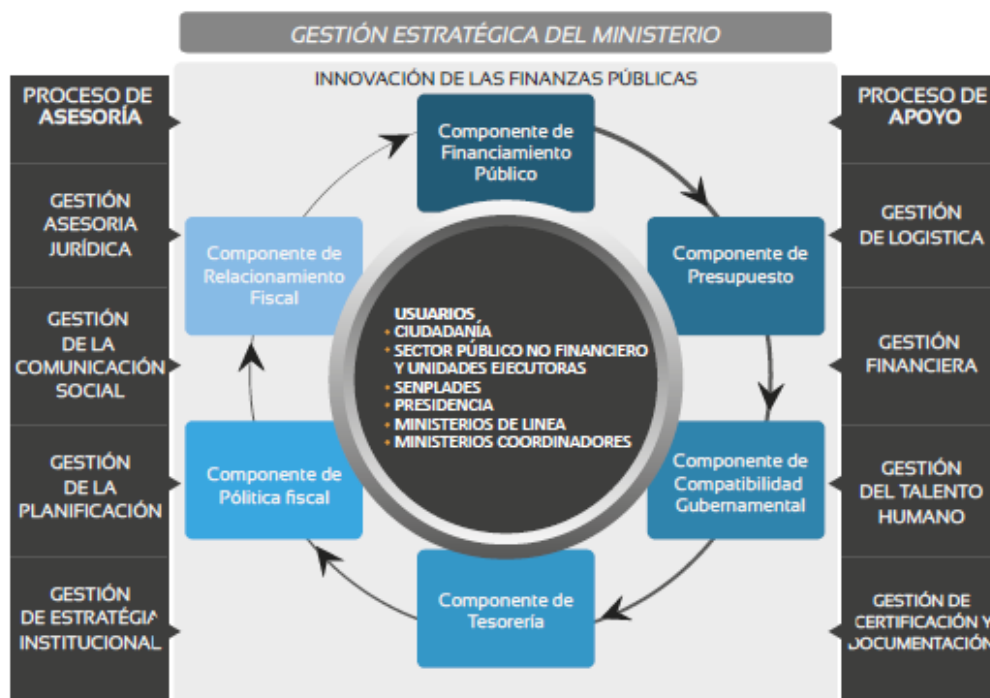 GESTIÓN ESTRATÉGICA DEL MINISTERIO
INNOVACIÓN DE LAS FINANZAS PÚBLICAS
PROCESO DE
ASESORÍA
GESTIÓN
ASESORIA
JURÍDICA
GESTIÓN
DE LA
COMUNICACIÓN
SOCIAL
GESTIÓN
DE LA
PLANIFICACIÓN
GESTIÓN
DE ESTRATÉGIA
INSTITUCIONAL
Componente de
Financiamiento
Público
Componente de
Presupuesto
Componente de
Compatibilidad
Gubernamental
Componente de
Tesorería
Componente de
Pólitica fiscal
Componente de
Relacionamiento
Fiscal
USUARIOS
• CIUDADANÍA
• SECTOR PÚBLICO NO FINANCIERO
Y UNIDADES EJECUTORAS
• SENPLADES
• PRESIDENCIA
• MINISTERIOS DE LINEA
• MINISTERIOS COORDINADORES
PROCESO DE
APOYO
GESTIÓN
DE LOGISTICA
GESTIÓN
FINANCIERA
GESTIÓN
DEL TALENTO
HUMANO
GESTIÓN DE
CERTIFICACIÓN Y
DOCUMENTACIÓN